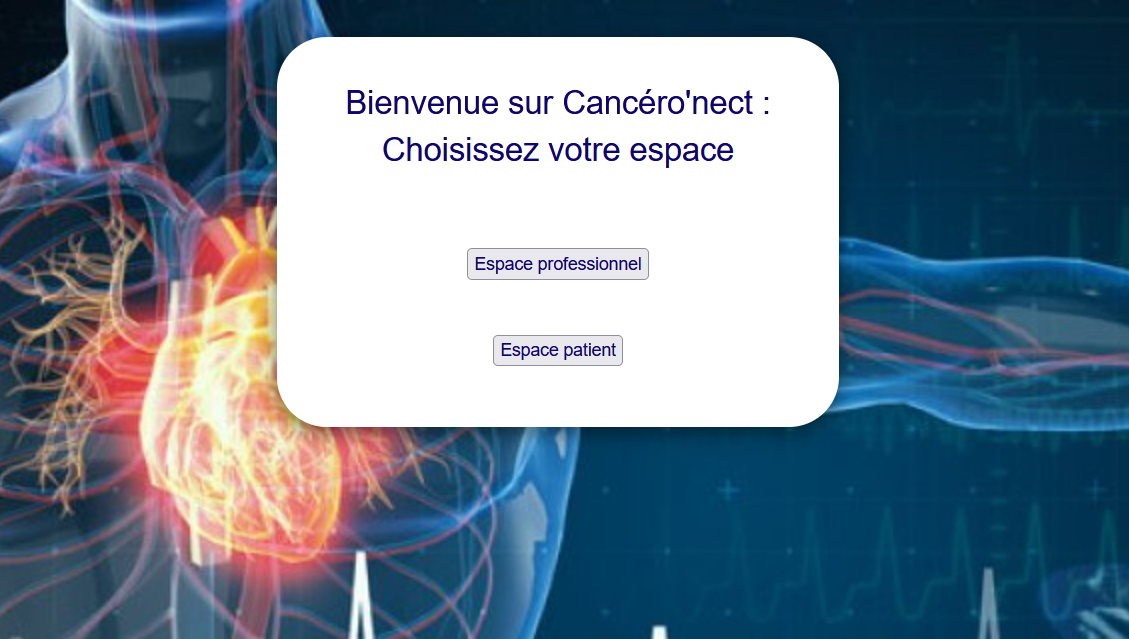 Bienvenue sur Cancéro'nect :
Choisissez votre espace
Espace professionnel
Espace patient